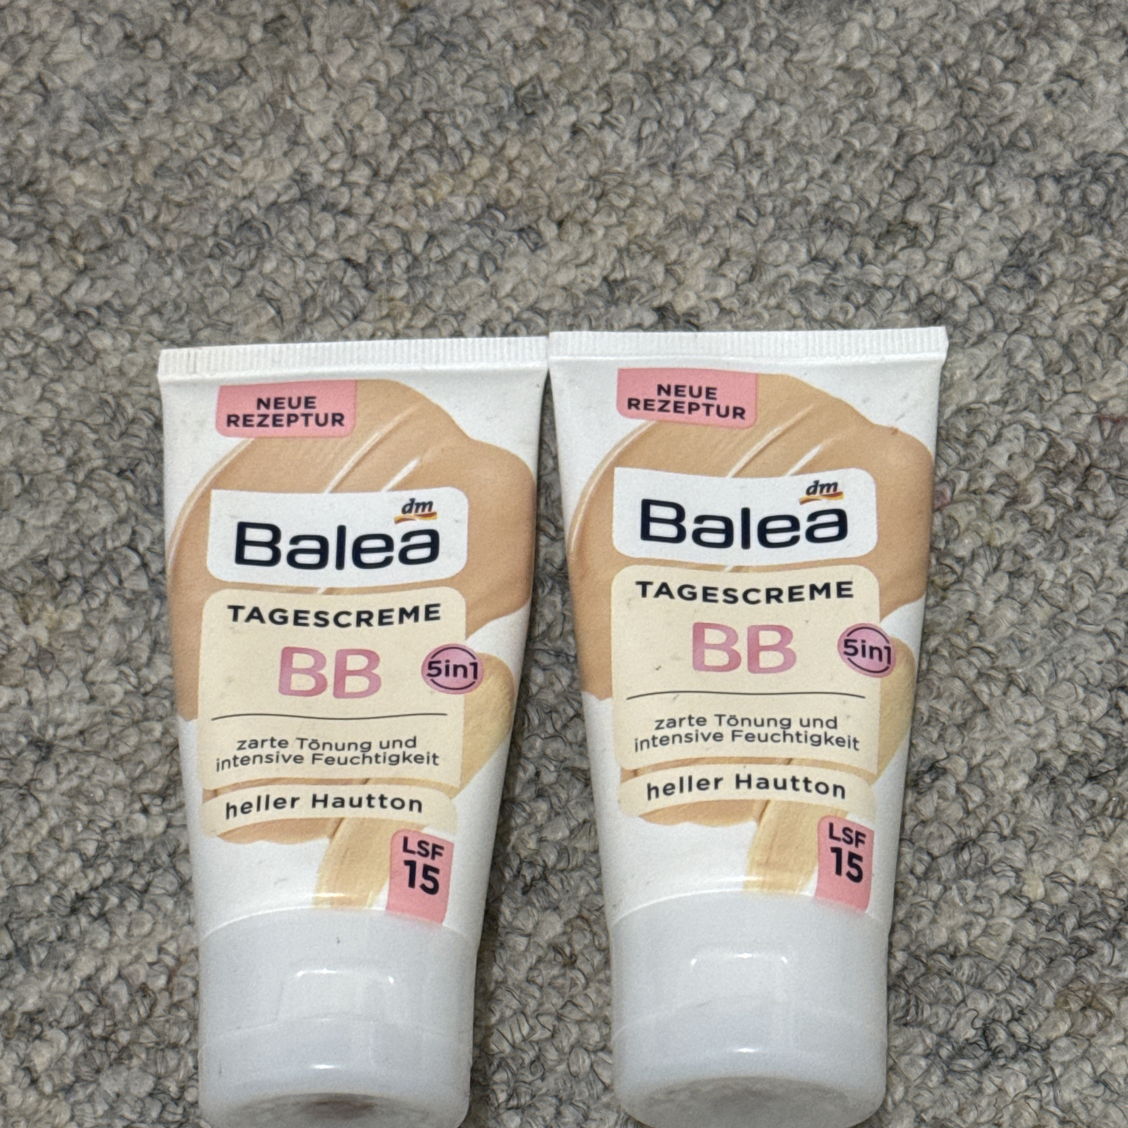 NEUE
REZEPTUR
dm
Balea
TAGESCREME
BB
5in1
zarte Tönung und
intensive Feuchtigkeit
heller Hautton
LSF
15
NEUE
REZEPTUR
dm
Balea
TAGESCREME
BB
5in1
zarte Tönung und
intensive Feuchtigkeit
heller Hautton
LSF
15